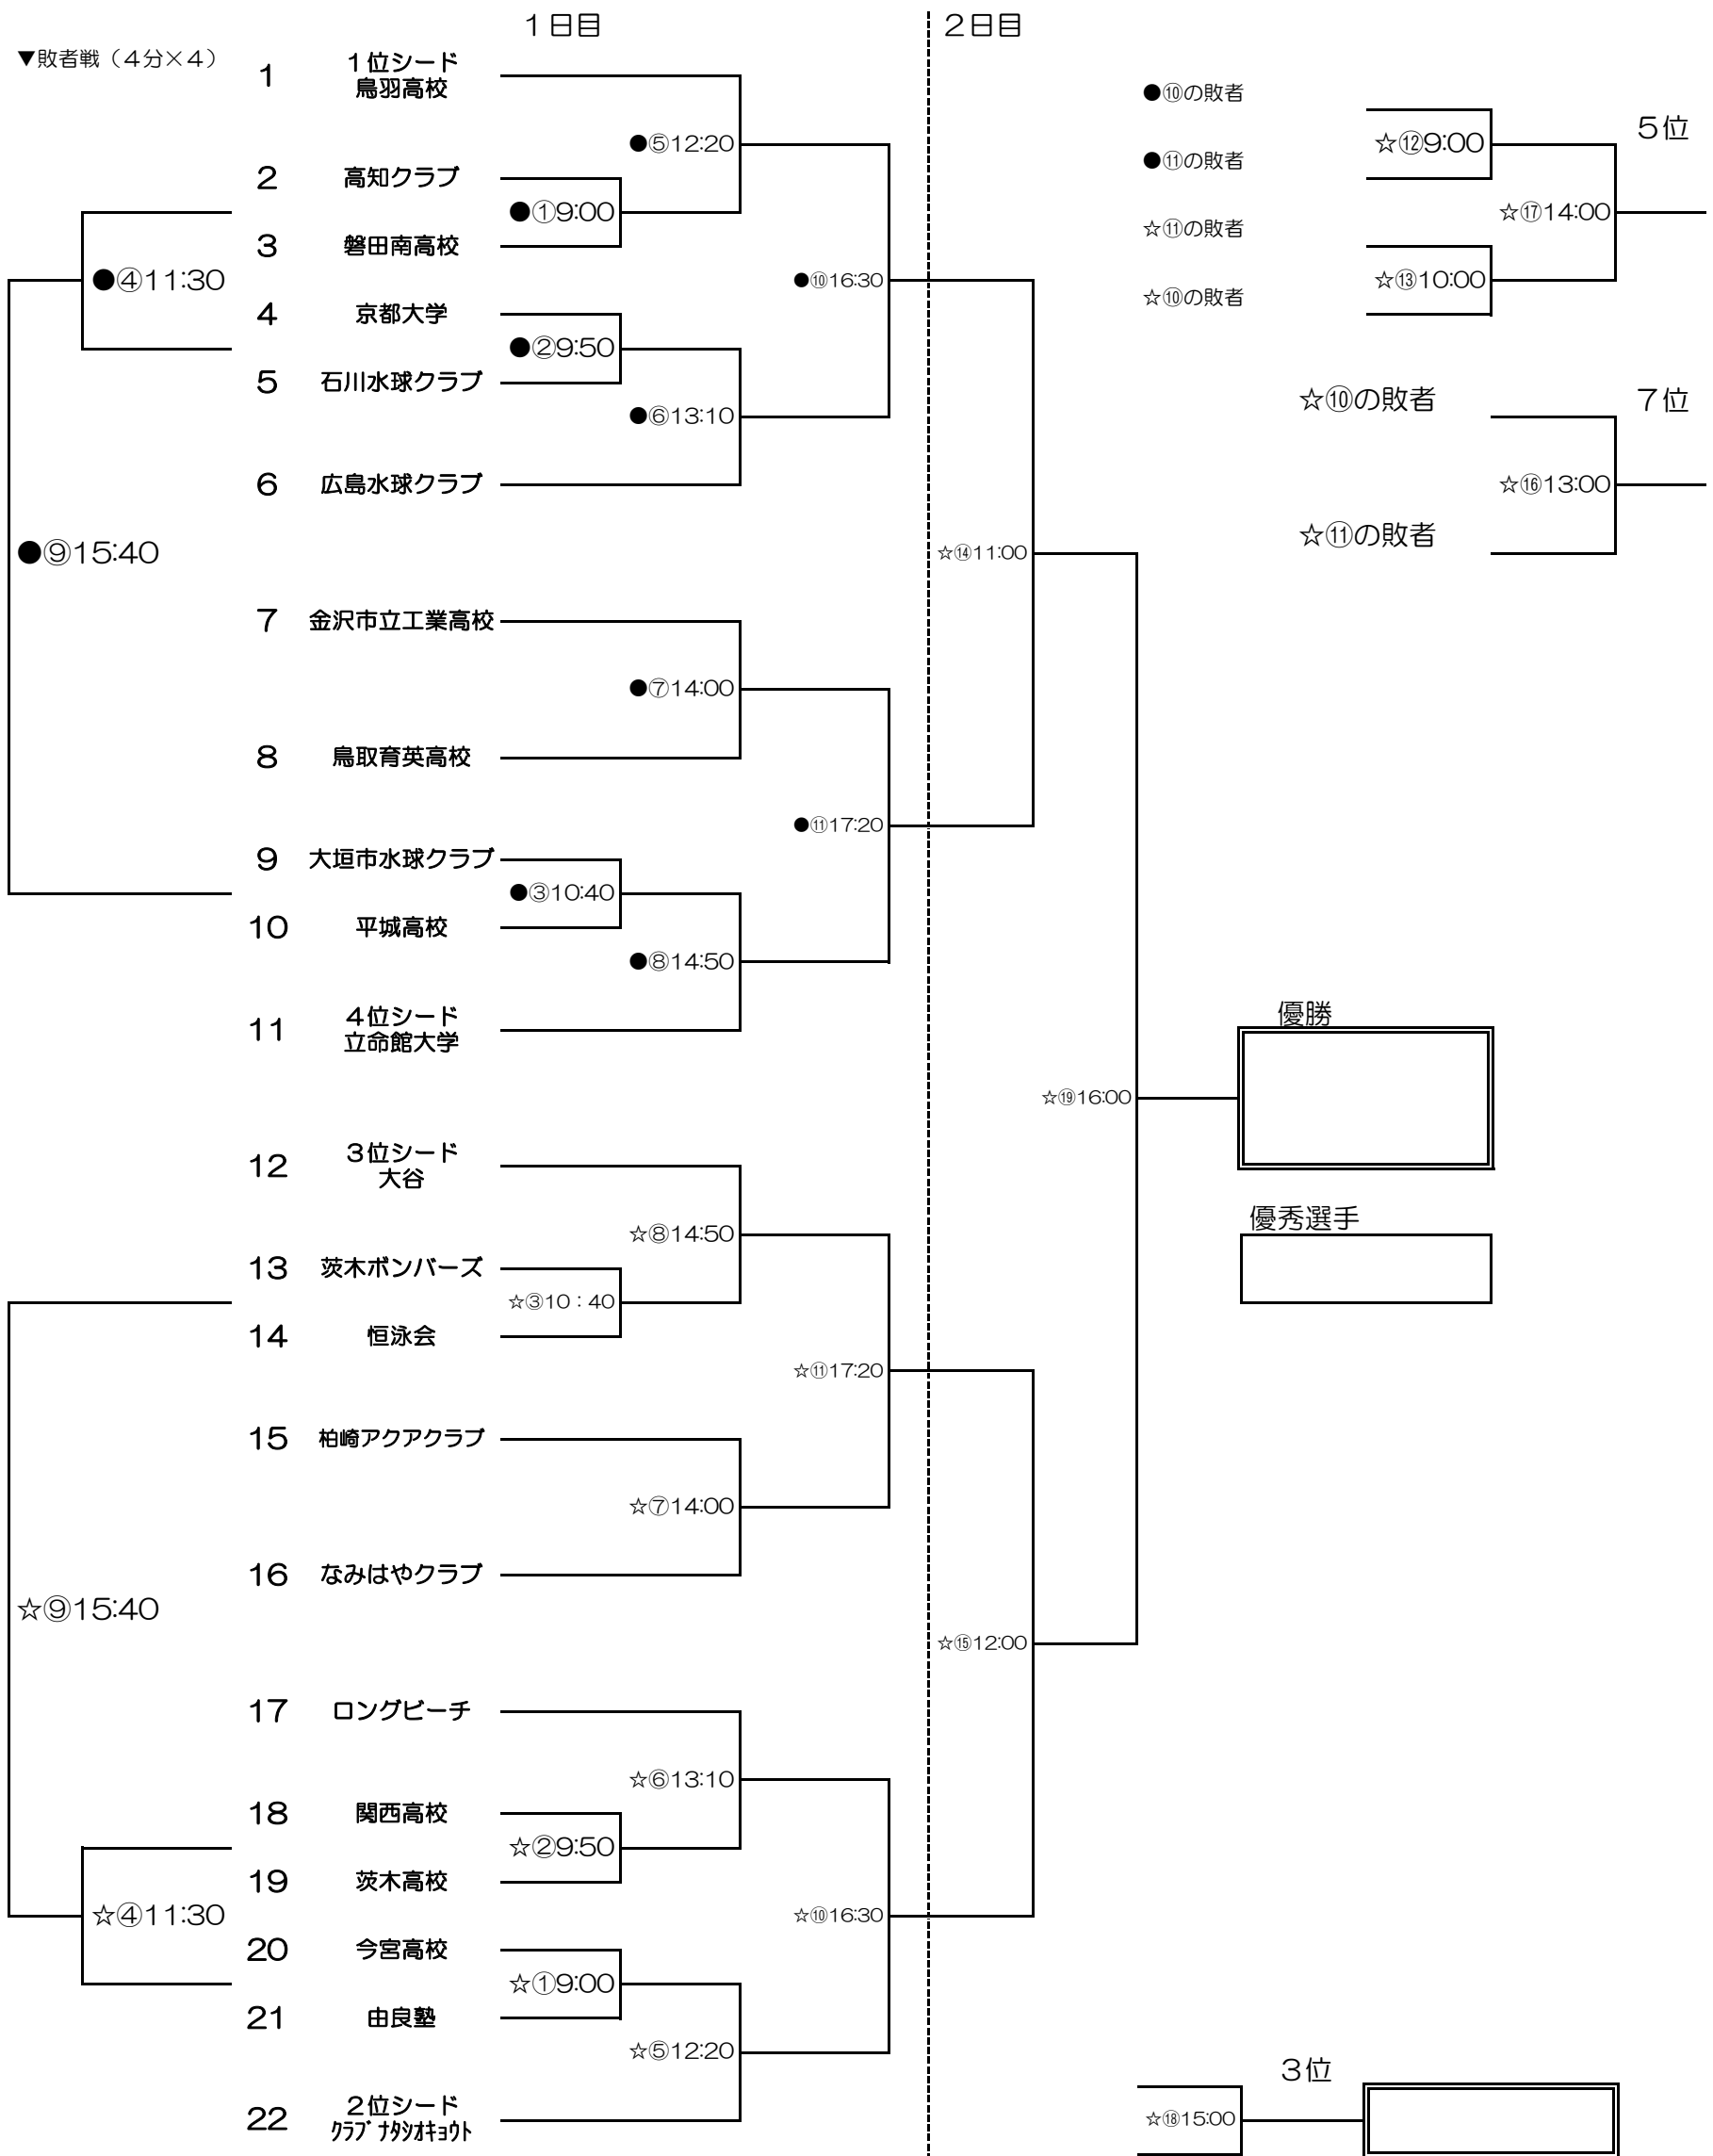 １日目
２日目
▼敗者戦（４分×４）
1
１位シード
鳥羽高校
●⑤12:20
2
高知クラブ
●①9:00
3
磐田南高校
●④11:30
●⑩16:30
4
京都大学
●②9:50
5
石川水球クラブ
●⑥13:10
6
広島水球クラブ
●⑨15:40
7
金沢市立工業高校
●⑦14:00
8
鳥取育英高校
●⑪17:20
9
大垣市水球クラブ
●③10:40
10
平城高校
●⑧14:50
11
４位シード
立命館大学
12
３位シード
大谷
☆⑧14:50
13
茨木ボンバーズ
☆③10：40
14
恒泳会
☆⑪17:20
15
柏崎アクアクラブ
☆⑦14:00
16
なみはやクラブ
☆⑨15:40
17
ロングビーチ
☆⑥13:10
18
関西高校
☆②9:50
19
茨木高校
☆④11:30
☆⑩16:30
20
今宮高校
☆①9:00
21
由良塾
☆⑤12:20
22
２位シード
ｸﾗﾌﾞﾅﾀｼｵｷｮｳﾄ
●⑩の敗者
☆⑫9:00
５位
●⑪の敗者
☆⑰14:00
☆⑪の敗者
☆⑬10:00
☆⑩の敗者
☆⑩の敗者
７位
☆⑯13:00
☆⑪の敗者
☆⑭11:00
優勝
☆⑲16:00
優秀選手
☆⑮12:00
３位
☆⑱15:00